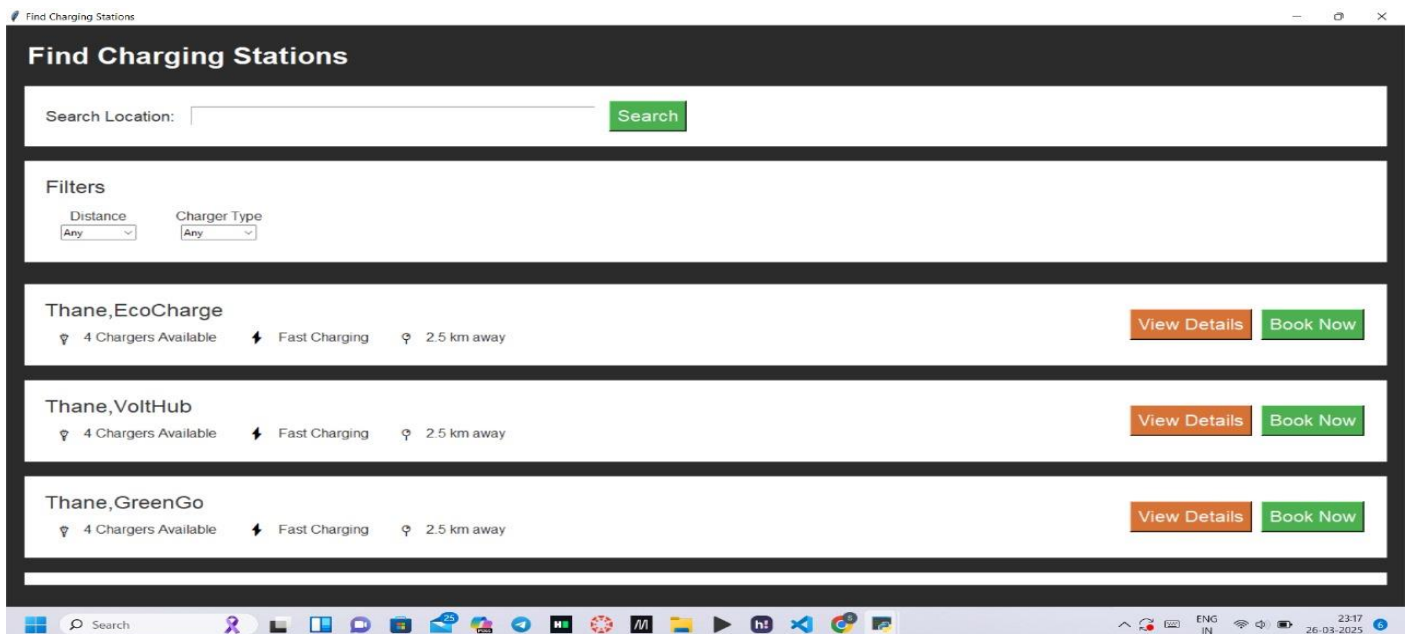 Find Charging Stations
Find Charging Stations
Search Location: Search
Filters
Distance Charger Type
Any Any
Thane,EcoCharge
4 Chargers Available Fast Charging 2.5 km away
View Details Book Now
Thane,VoltHub
4 Chargers Available Fast Charging 2.5 km away
View Details Book Now
Thane,GreenGo
4 Chargers Available Fast Charging 2.5 km away
View Details Book Now
Search 25 h! ENG 23:17 6
IN 26-03-2025